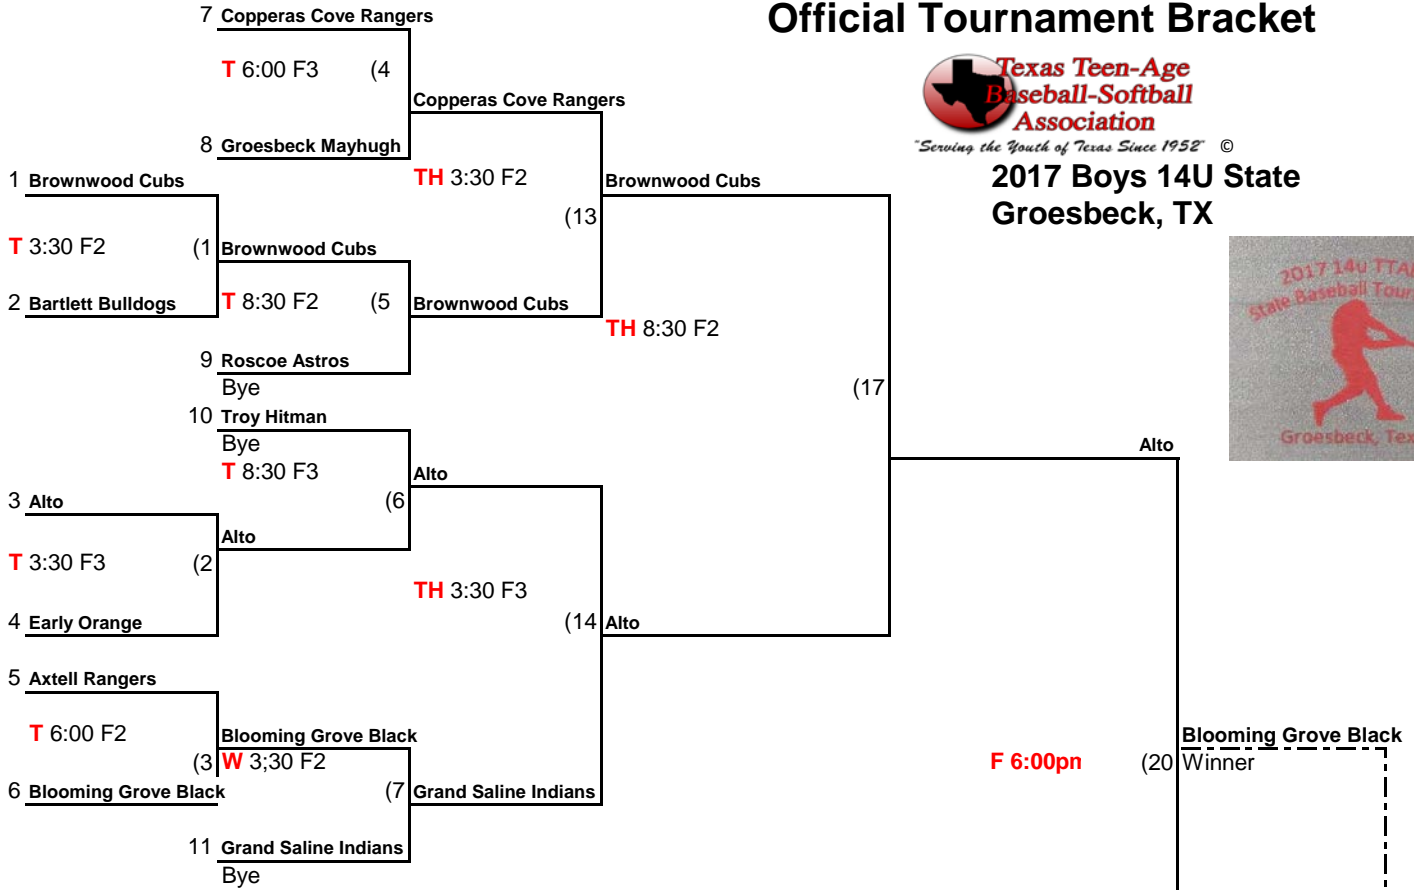 7 Copperas Cove Rangers
Official Tournament Bracket
T 6:00 F3 (4
Texas Teen-Age
Baseball-Softball
Association
"Serving the Youth of Texas Since 1952" ©
Copperas Cove Rangers
8 Groesbeck Mayhugh
2017 Boys 14U State
Groesbeck, TX
1 Brownwood Cubs
TH 3:30 F2
Brownwood Cubs
(13
T 3:30 F2 (1
Brownwood Cubs
2 Bartlett Bulldogs
T 8:30 F2 (5
Brownwood Cubs
TH 8:30 F2
2017 14u
State Baseball
Groesbeck,
9 Roscoe Astros
Bye
(17
10 Troy Hitman
Bye
T 8:30 F3
Alto
Alto
3 Alto
(6
Alto
T 3:30 F3 (2
TH 3:30 F3
4 Early Orange
(14 Alto
5 Axtell Rangers
T 6:00 F2
Blooming Grove Black
(3 W 3;30 F2
Blooming Grove Black
F 6:00pn (20 Winner
6 Blooming Grove Black
(7 Grand Saline Indians
11 Grand Saline Indians
Bye